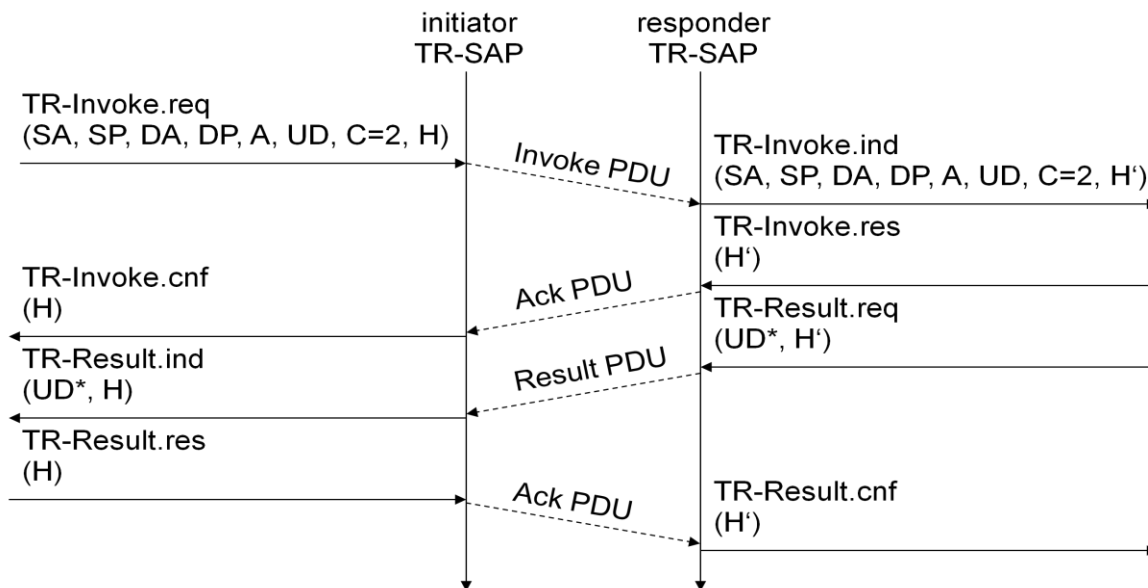 initiator
TR-SAP
responder
TR-SAP
TR-Invoke.req
(SA, SP, DA, DP, A, UD, C=2, H)
Invoke PDU
TR-Invoke.ind
(SA, SP, DA, DP, A, UD, C=2, H‘)
TR-Invoke.res
(H‘)
Ack PDU
TR-Invoke.cnf
(H)
TR-Result.req
(UD*, H‘)
Result PDU
TR-Result.ind
(UD*, H)
TR-Result.res
(H)
Ack PDU
TR-Result.cnf
(H‘)